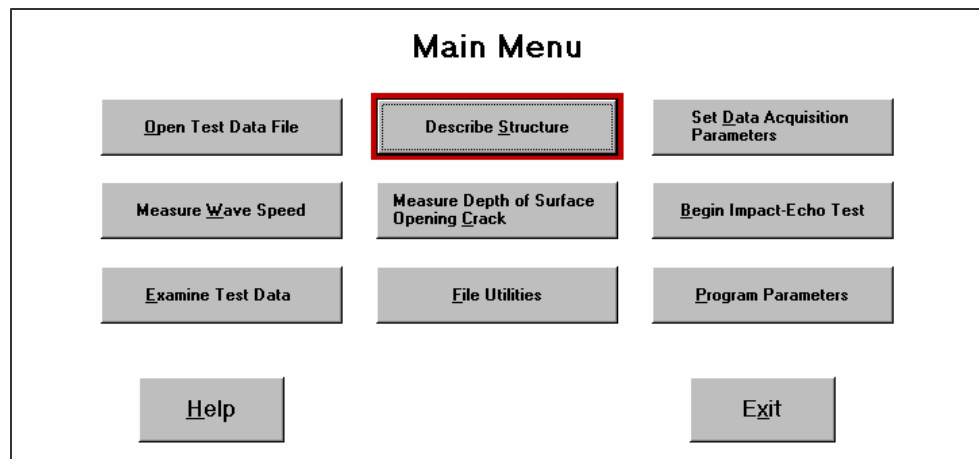 Main Menu
Open Test Data File
Describe Structure
Set Data Acquisition
Parameters
Measure Wave Speed
Measure Depth of Surface
Opening Crack
Begin Impact-Echo Test
Examine Test Data
File Utilities
Program Parameters
Help
Exit